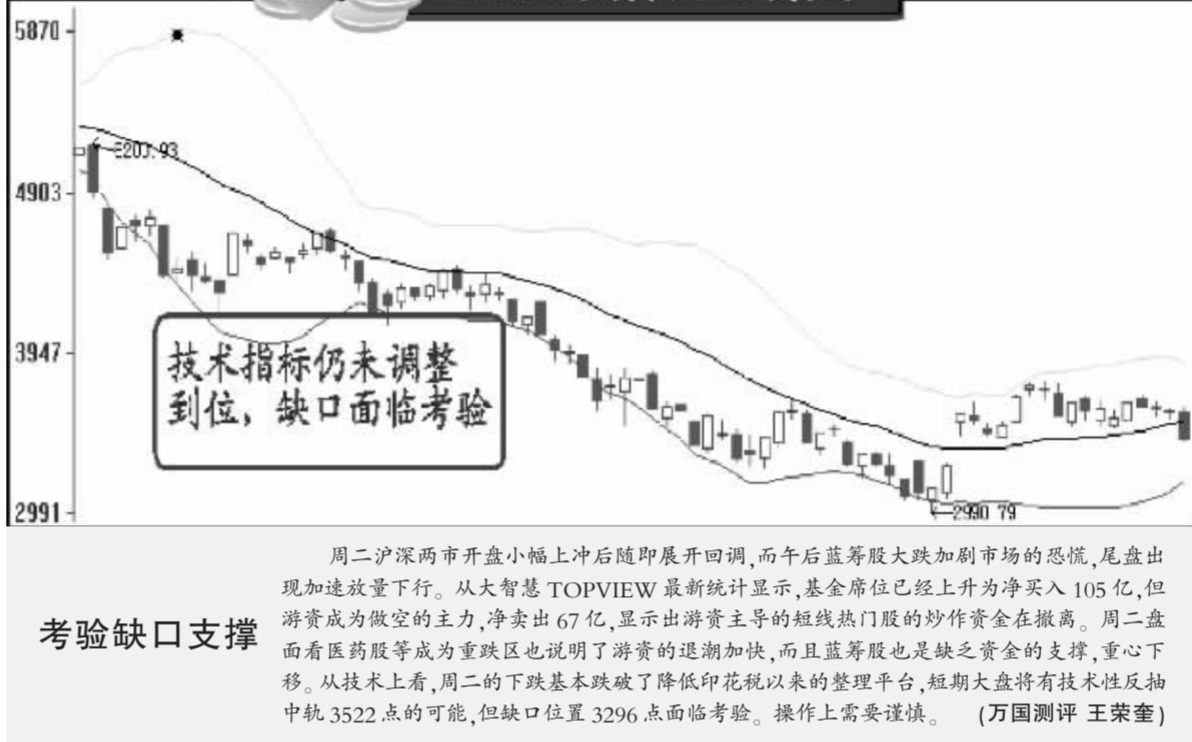 5870
4903
3947
2991
技术指标仍未调整
到位，缺口面临考验
2990 79
考验缺口支撑
周二沪深两市开盘小幅上冲后随即展开回调,而午后蓝筹股大跌加剧市场的恐慌,尾盘出
现加速放量下行。从大智慧 TOPVIEW 最新统计显示,基金席位已经上升为净买入 105 亿,但
游资成为做空的主力,净卖出 67 亿,显示出游资主导的短线热门股的炒作资金在撤离。周二盘
面看医药股等成为重跌区也说明了游资的退潮加快,而且蓝筹股也是缺乏资金的支撑,重心下
移。从技术上看,周二的下跌基本跌破了降低印花税以来的整理平台,短期大盘将有技术性反抽
中轨 3522 点的可能,但缺口位置 3296 点面临考验。操作上需要谨慎。 (万国测评 王荣奎)